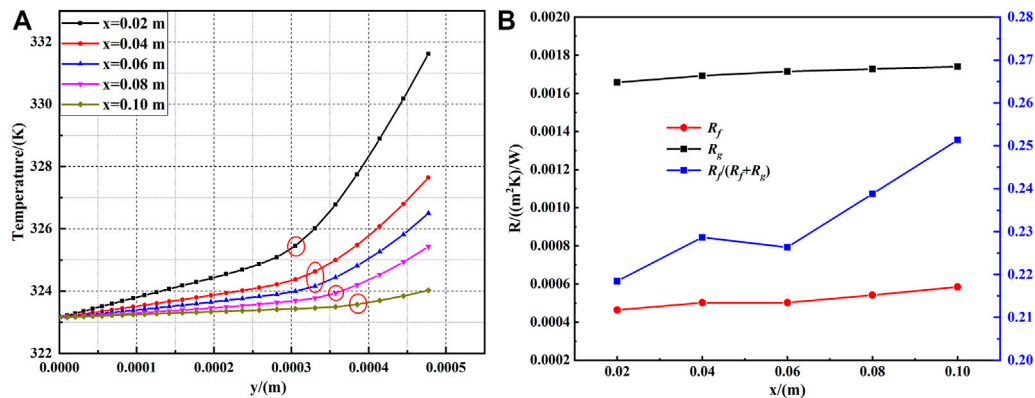 A
x=0.02 m
x=0.04 m
x=0.06 m
x=0.08 m
x=0.10 m
Temperature/(K)
332
330
328
326
324
322
0.0000
0.0001
0.0002
0.0003
0.0004
0.0005
y/(m)
B
R/((m²K)/W)
0.0020
0.0018
0.0016
0.0014
0.0012
0.0010
0.0008
0.0006
0.0004
0.0002
R_f
R_g
R_f/(R_f+R_g)
0.28
0.27
0.26
0.25
0.24
0.23
0.22
0.21
0.20
0.02
0.04
0.06
0.08
0.10
x/(m)